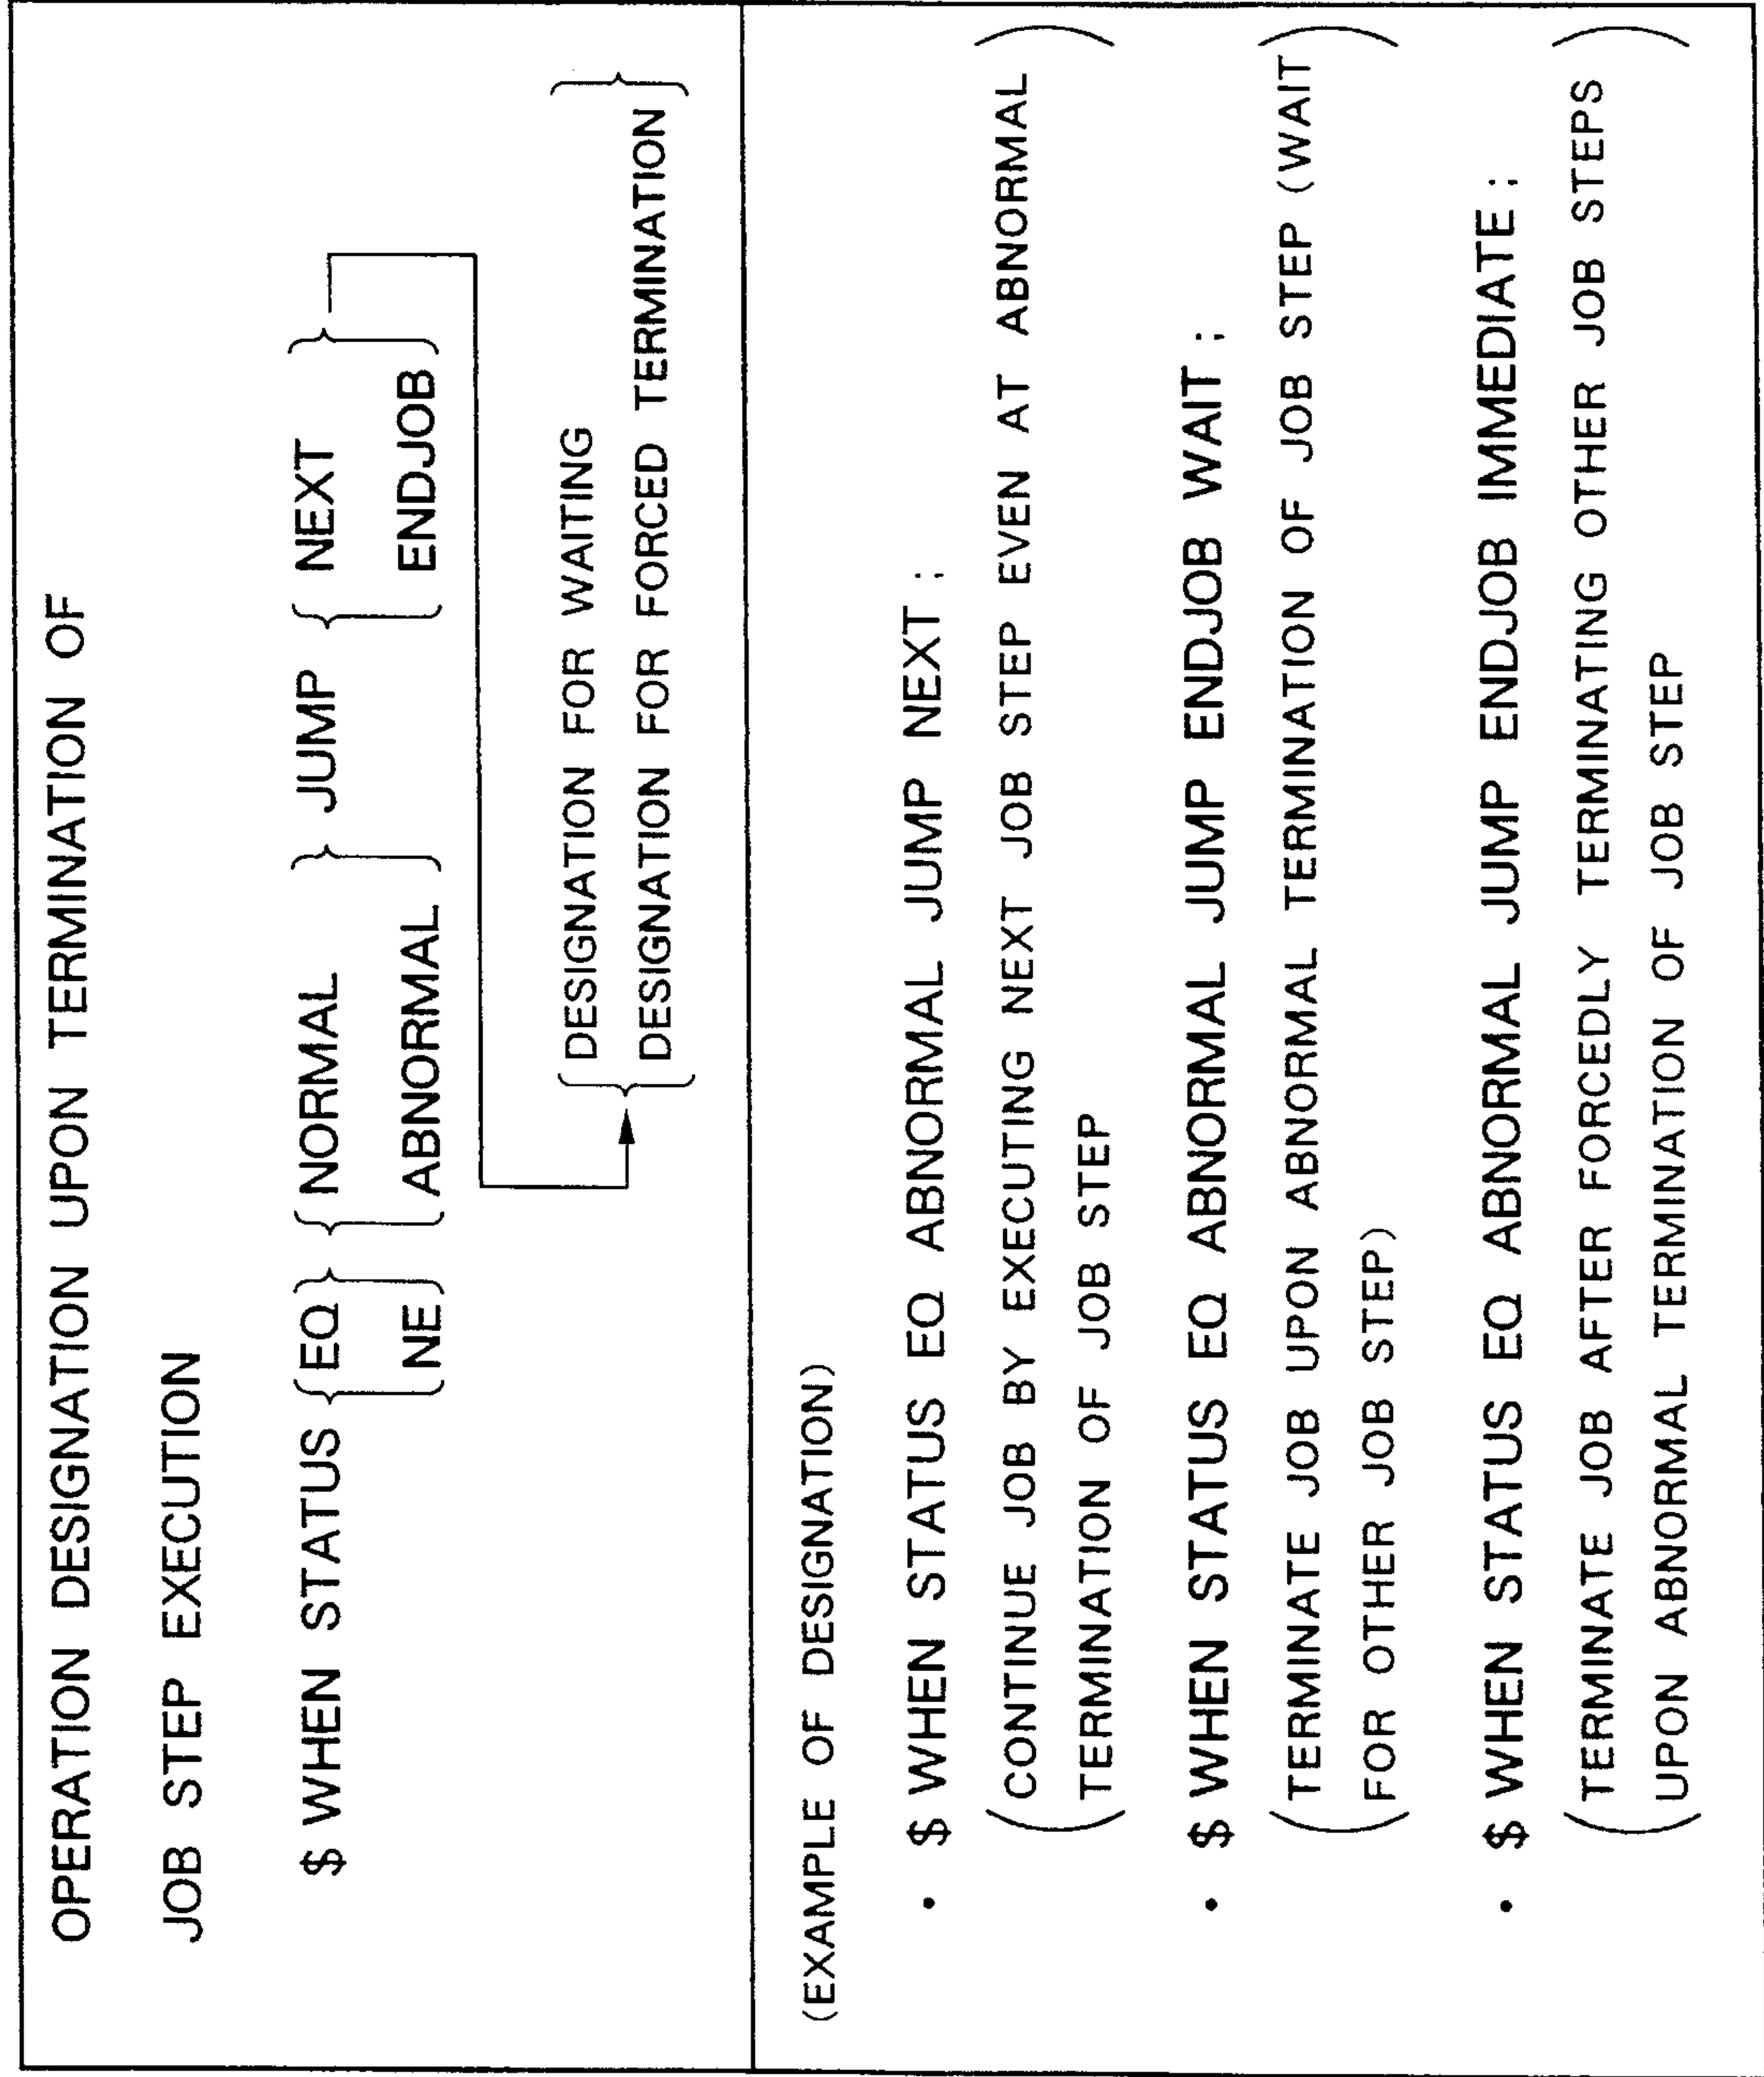 OPERATION DESIGNATION UPON TERMINATION OF
JOB STEP EXECUTION
$ WHEN STATUS { EQ } { NORMAL } JUMP { NEXT }
{ NE } { ABNORMAL } { ENDJOB }
{ DESIGNATION FOR WAITING }
{ DESIGNATION FOR FORCED TERMINATION }
(EXAMPLE OF DESIGNATION)
• $ WHEN STATUS EQ ABNORMAL JUMP NEXT ;
(CONTINUE JOB BY EXECUTING NEXT JOB STEP EVEN AT ABNORMAL
TERMINATION OF JOB STEP)
• $ WHEN STATUS EQ ABNORMAL JUMP ENDJOB WAIT ;
(TERMINATE JOB UPON ABNORMAL TERMINATION OF JOB STEP (WAIT
FOR OTHER JOB STEP))
• $ WHEN STATUS EQ ABNORMAL JUMP ENDJOB IMMEDIATE ;
(TERMINATE JOB AFTER FORCEDLY TERMINATING OTHER JOB STEPS
UPON ABNORMAL TERMINATION OF JOB STEP)